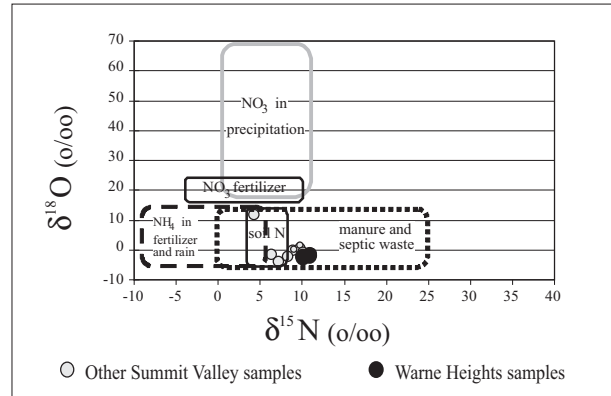 70
60
50
40
30
20
10
0
-10
δ18O (o/oo)
NO3 in
precipitation
NO3 fertilizer
NH4 in
fertilizer
and rain
soil N
manure and
septic waste
-10 -5 0 5 10 15 20 25 30 35 40
δ15N (o/oo)
Other Summit Valley samples
Warne Heights samples